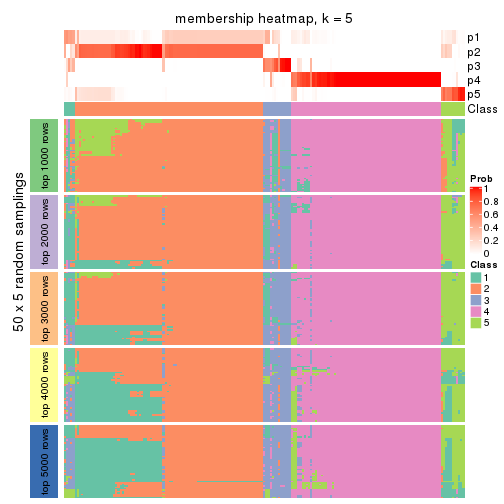 membership heatmap, k = 5
p1
p2
p3
p4
p5
Class
50 x 5 random samplings
top 1000 rows
top 2000 rows
top 3000 rows
top 4000 rows
top 5000 rows
Prob
1
0.8
0.6
0.4
0.2
0
Class
1
2
3
4
5